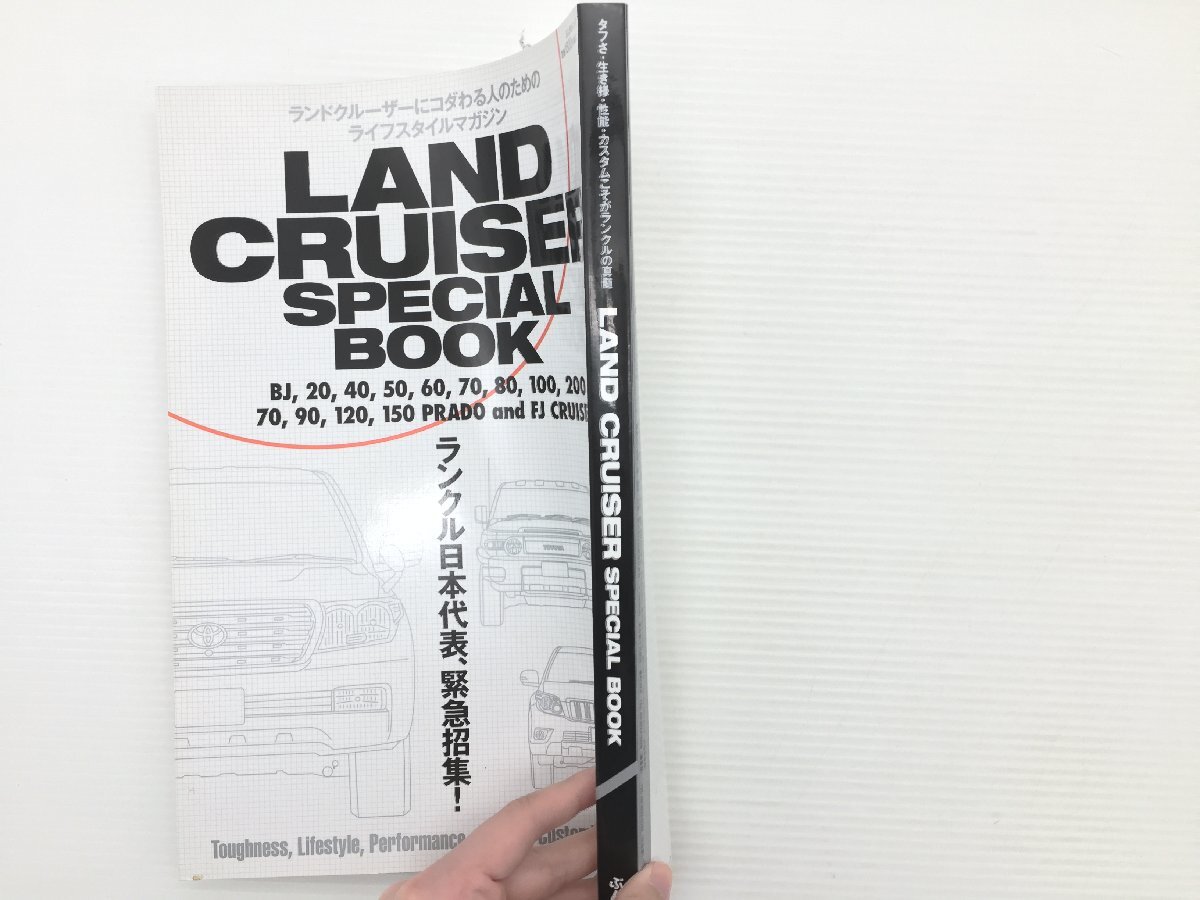 ランドクルーザーにコダわる人のための
ライフスタイルマガジン
LAND
CRUISER
SPECIAL
BOOK
BJ, 20, 40, 50, 60, 70, 80, 100, 200
70, 90, 120, 150 PRADO and FJ CRUISE
ランクル日本代表、緊急招集!
TOYOTA
Toughness, Lifestyle, Performance
タフさ・生き様・性能・カスタムこそがランクルの真髄
LAND CRUISER SPECIAL BOOK